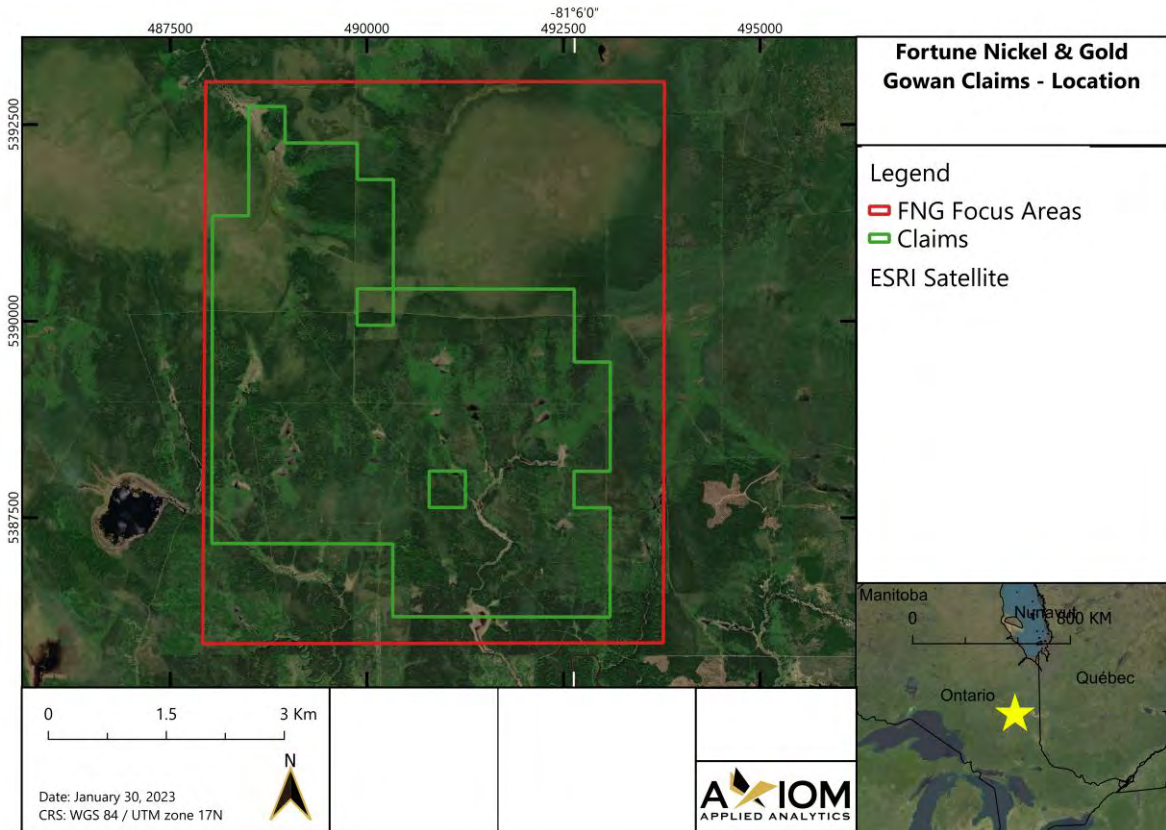 -81°6'0"
487500 490000 492500 495000
5392500
5390000
5387500
Fortune Nickel & Gold
Gowan Claims - Location
Legend
FNG Focus Areas
Claims
ESRI Satellite
0 1.5 3 Km
N
Date: January 30, 2023
CRS: WGS 84 / UTM zone 17N
AXIOM
APPLIED ANALYTICS
Manitoba
0 800 KM
Nunavut
Québec
Ontario